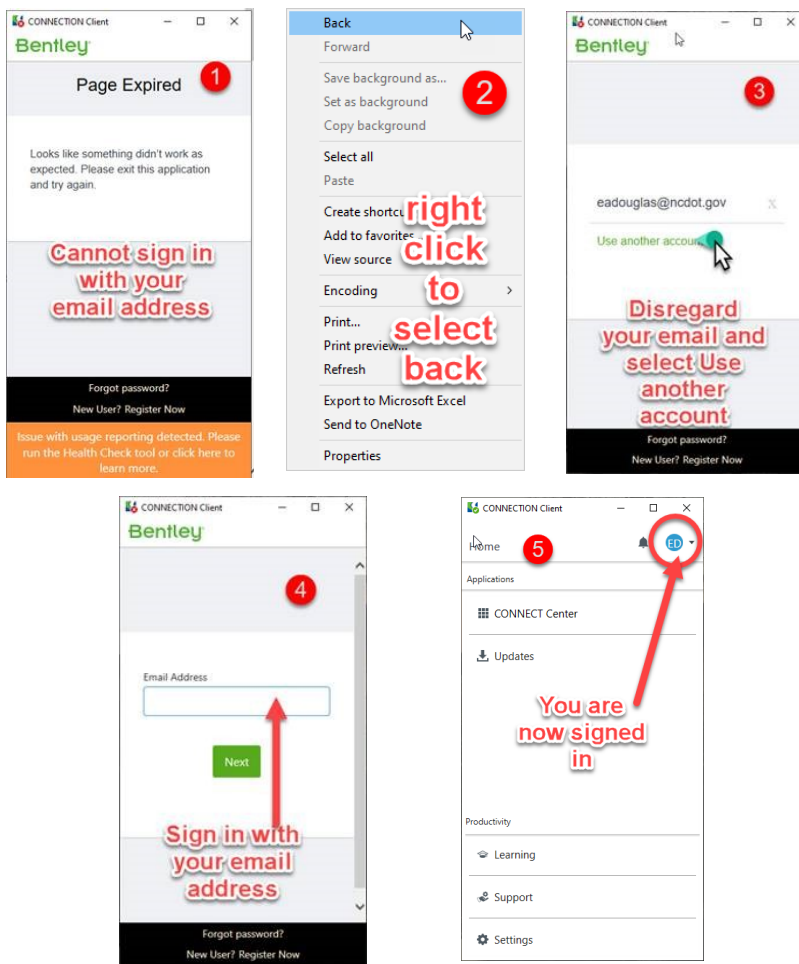 CONNECTION Client
Bentley
Page Expired
1
Looks like something didn't work as
expected. Please exit this application
and try again.
Cannot sign in
with your
email address
Forgot password?
New User? Register Now
Issue with usage reporting detected. Please
run the Health Check tool or click here to
learn more.
Back
Forward
Save background as...
Set as background
Copy background
2
Select all
Paste
Create shortcu
Add to favorites...
View source
Encoding
Print...
Print preview...
Refresh
Export to Microsoft Excel
Send to OneNote
Properties
right
click
to
select
back
CONNECTION Client
Bentley
3
eadouglas@ncdot.gov x
Use another accoun
Disregard
your email and
select Use
another
account
Forgot password?
New User? Register Now
CONNECTION Client
Bentley
4
Email Address
Next
Sign in with
your email
address
Forgot password?
New User? Register Now
CONNECTION Client
Home
5
ED
Applications
CONNECT Center
Updates
You are
now signed
in
Productivity
Learning
Support
Settings